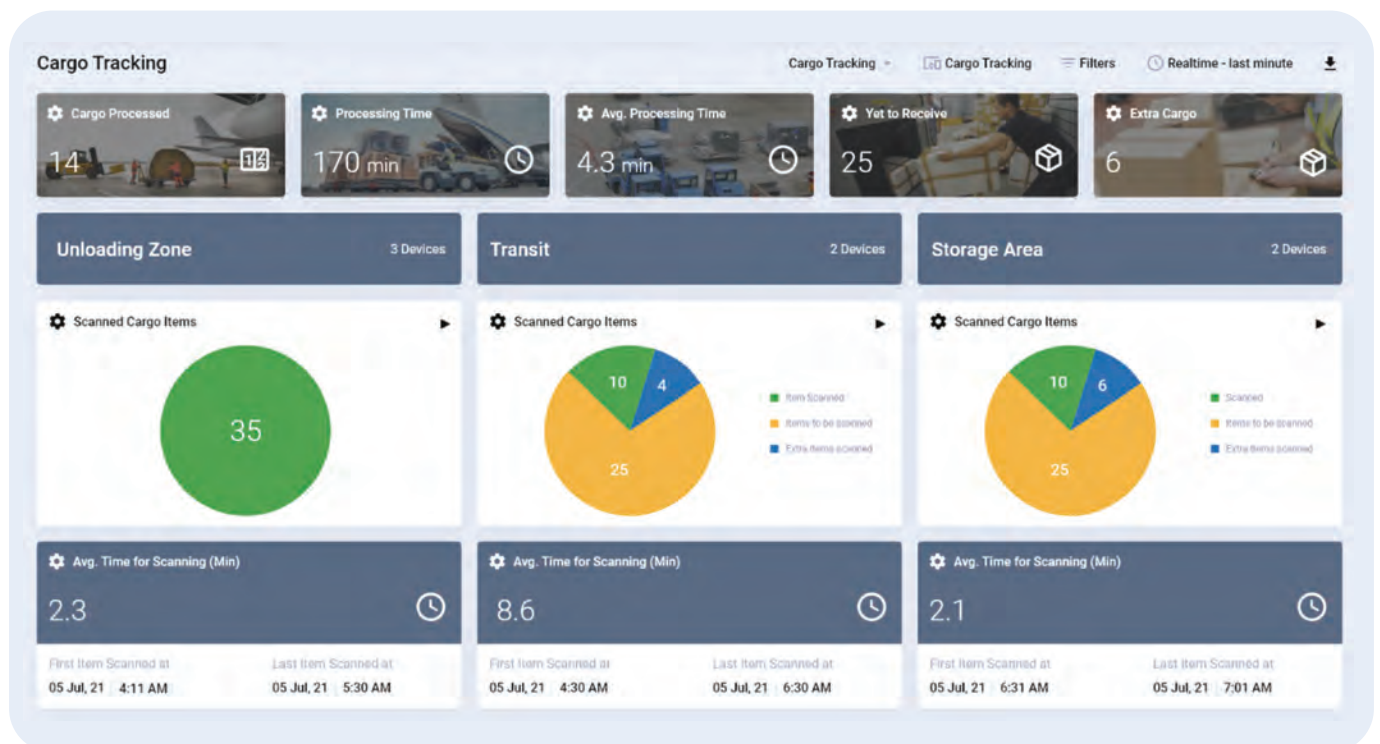 Cargo Tracking
Cargo Tracking
Cargo Tracking
Filters
Realtime - last minute
Cargo Processed
14
Processing Time
170 min
Avg. Processing Time
4.3 min
Yet to Receive
25
Extra Cargo
6
Unloading Zone
3 Devices
Transit
2 Devices
Storage Area
2 Devices
Scanned Cargo Items
35
Scanned Cargo Items
10
4
25
Item Scanned
Items to be scanned
Extra Items scanned
Scanned Cargo Items
10
6
25
Scanned
Items to be scanned
Extra Items scanned
Avg. Time for Scanning (Min)
2.3
First Item Scanned at
Last Item Scanned at
05 Jul, 21 4:11 AM
05 Jul, 21 5:30 AM
Avg. Time for Scanning (Min)
8.6
First Item Scanned at
Last Item Scanned at
05 Jul, 21 4:30 AM
05 Jul, 21 6:30 AM
Avg. Time for Scanning (Min)
2.1
First Item Scanned at
Last Item Scanned at
05 Jul, 21 6:31 AM
05 Jul, 21 7:01 AM